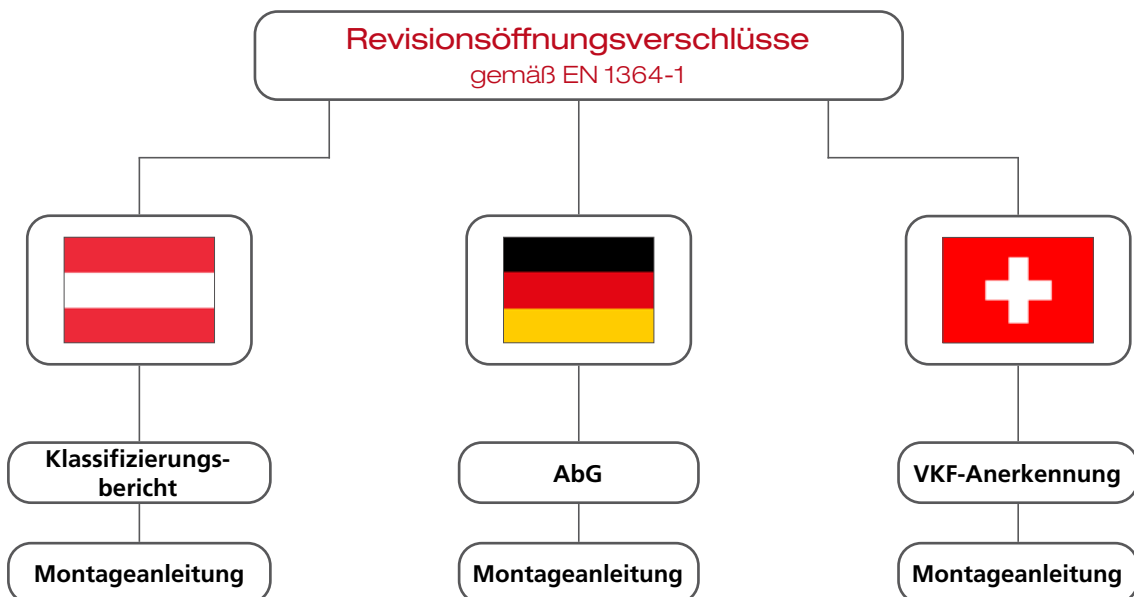 Revisionsöffnungsverschlüsse
gemäß EN 1364-1
Klassifizierungs-
bericht
AbG
VKF-Anerkennung
Montageanleitung
Montageanleitung
Montageanleitung